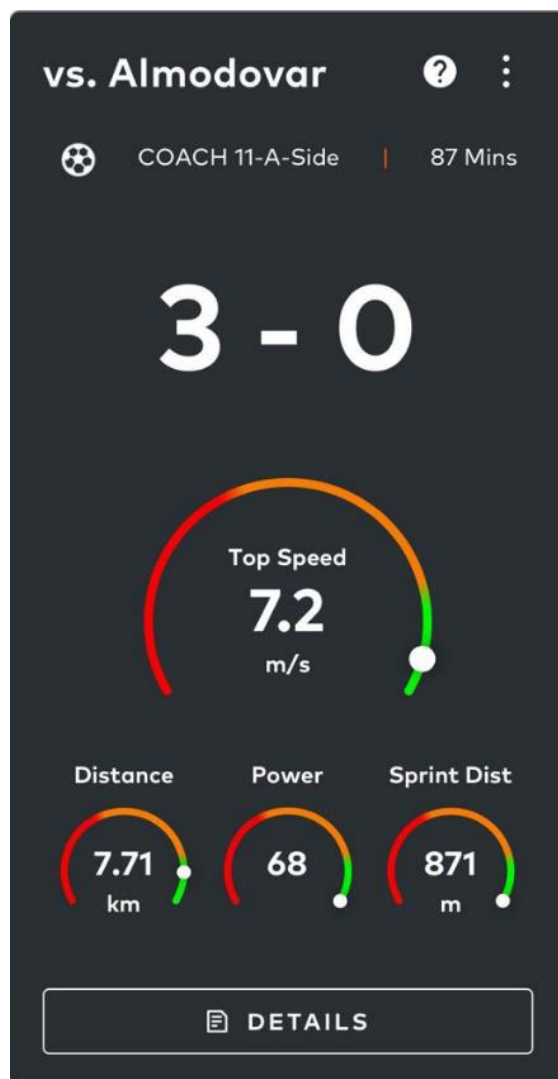 vs. Almodovar
COACH 11-A-Side | 87 Mins
3 - 0
Top Speed
7.2
m/s
Distance Power Sprint Dist
7.71 68 871
km m
DETAILS